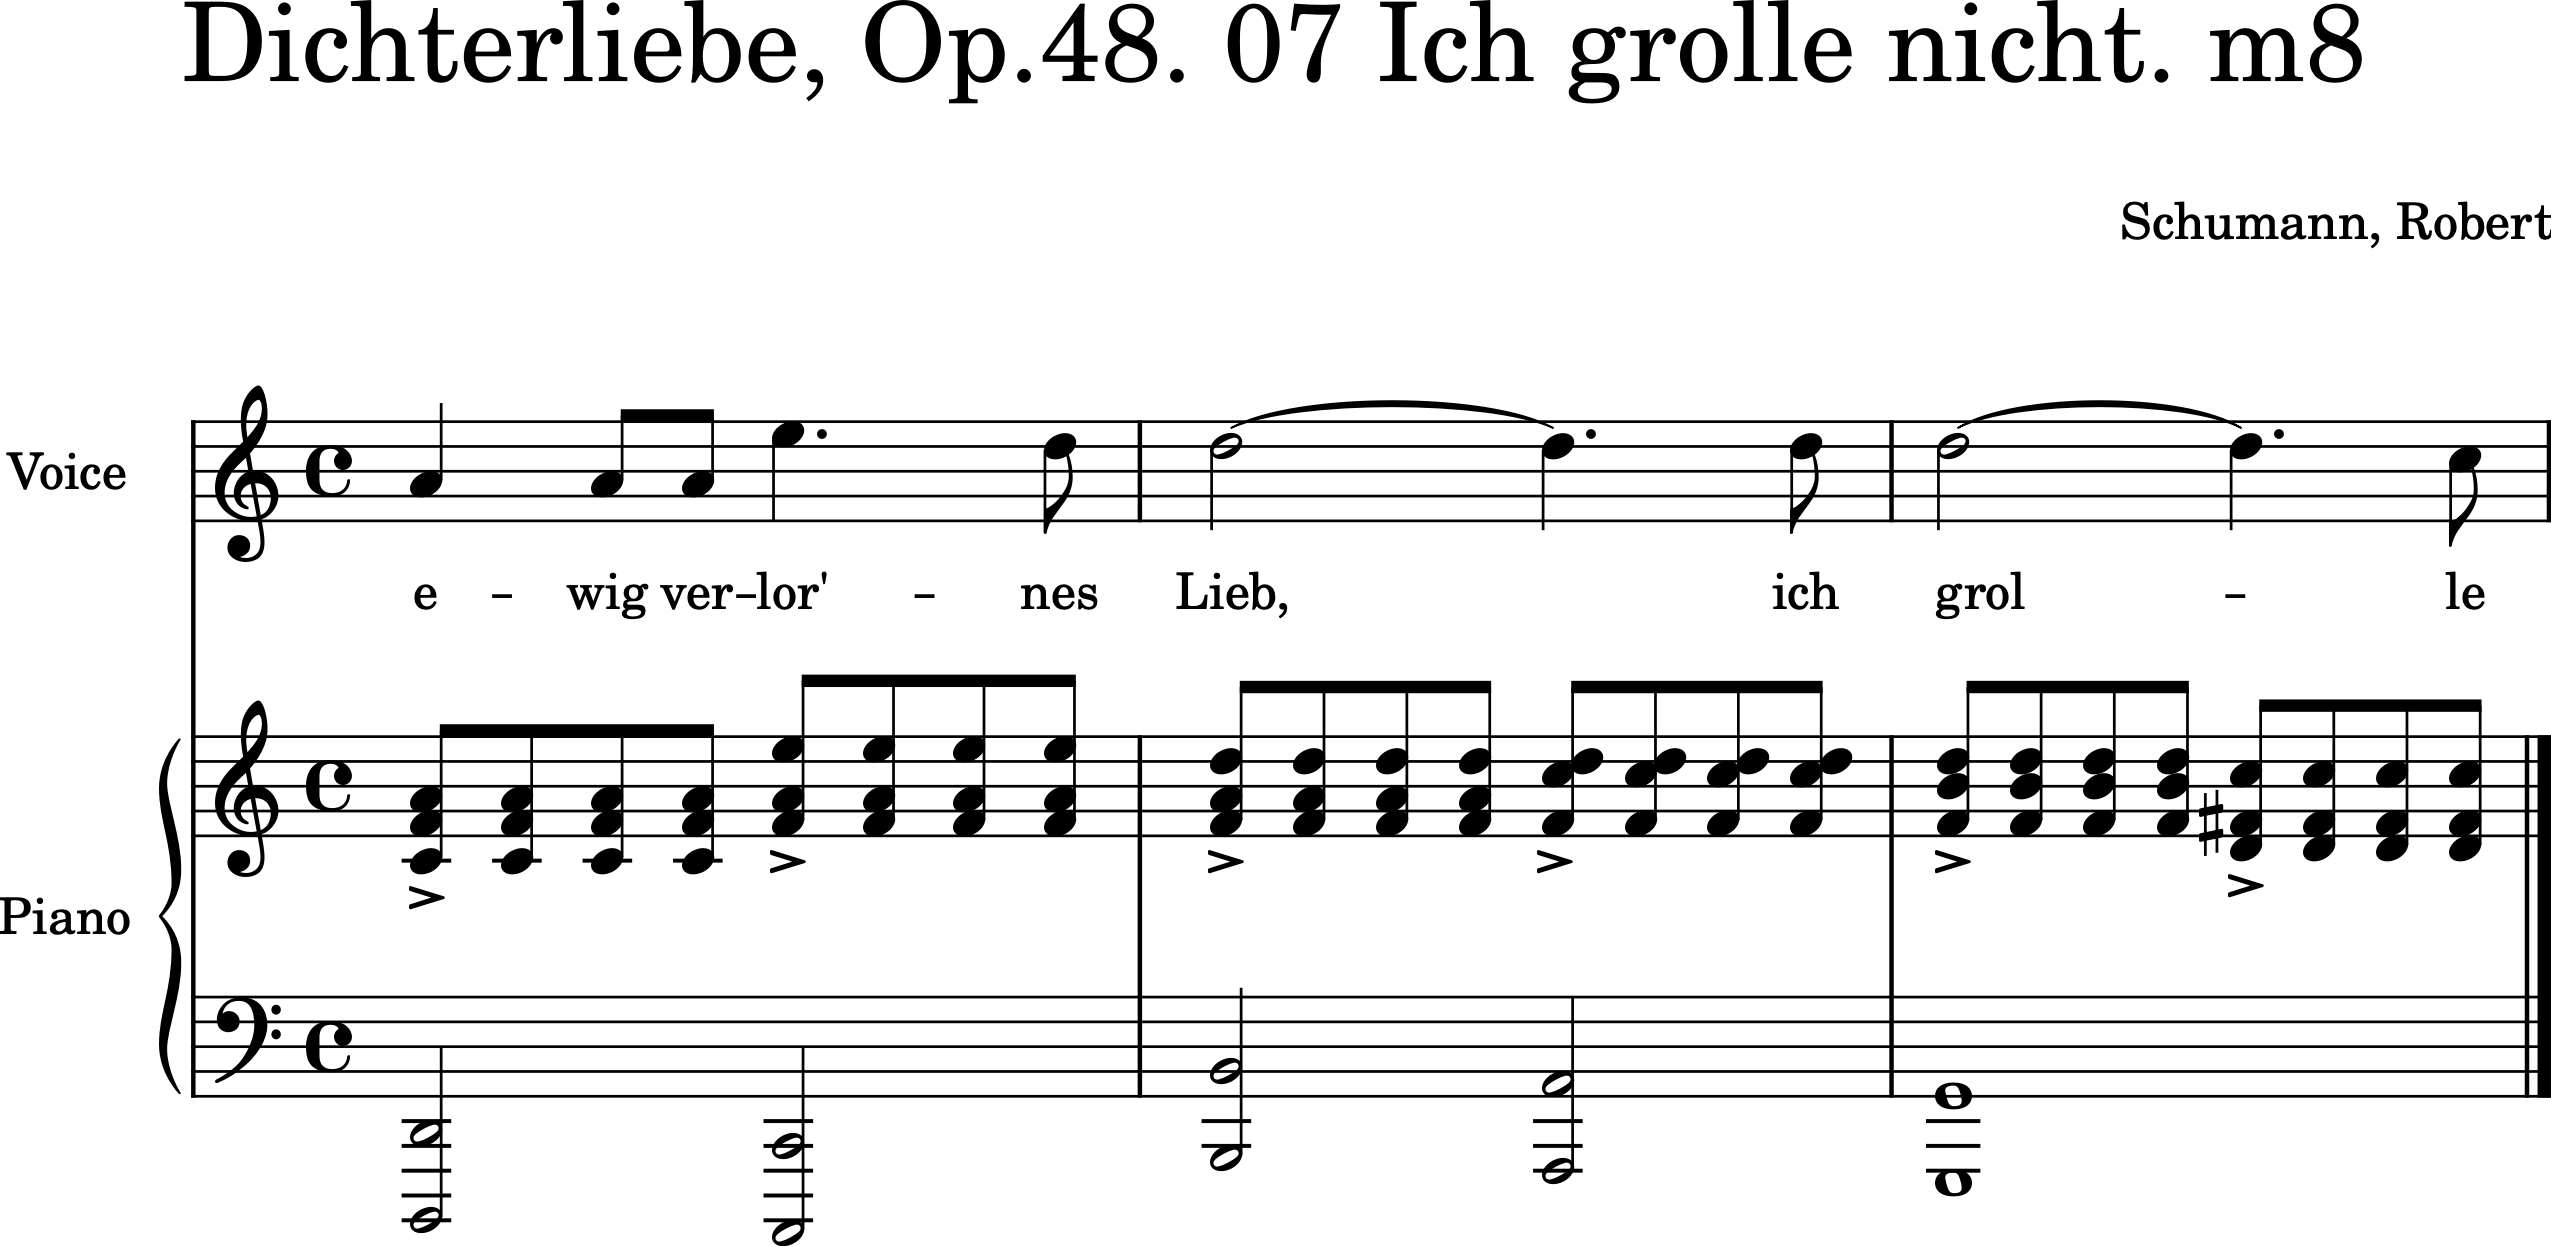 Dichterliebe, Op.48. 07 Ich grolle nicht. m8
Schumann, Robert
Voice
e – wig ver–lor' – nes Lieb, ich grol – le
Piano